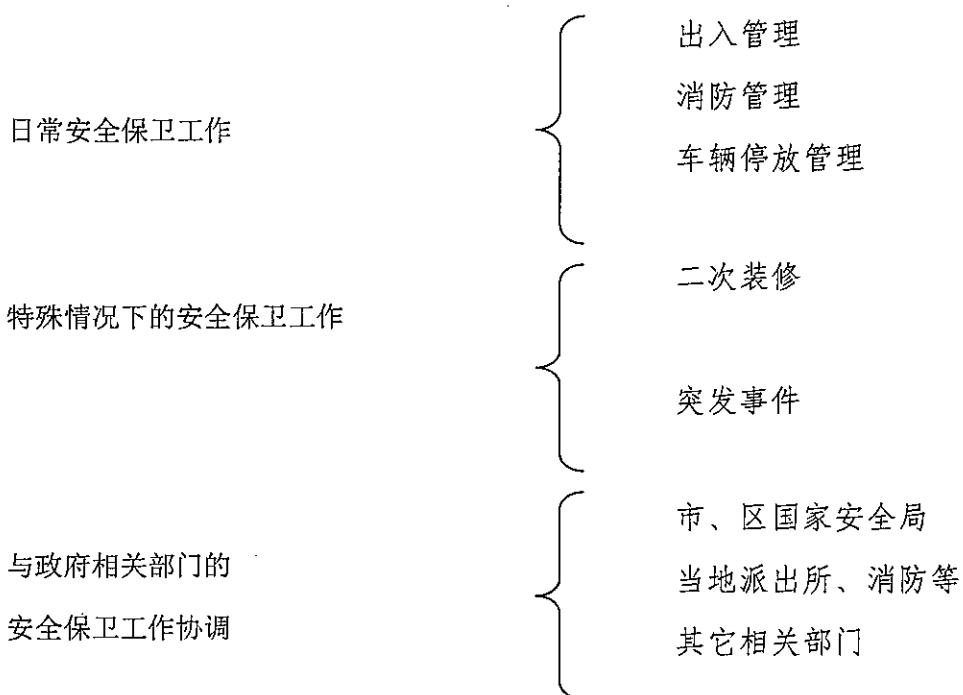 日常安全保卫工作
出入管理
消防管理
车辆停放管理
特殊情况下的安全保卫工作
二次装修
突发事件
与政府相关部门的
安全保卫工作协调
市、区国家安全局
当地派出所、消防等
其它相关部门